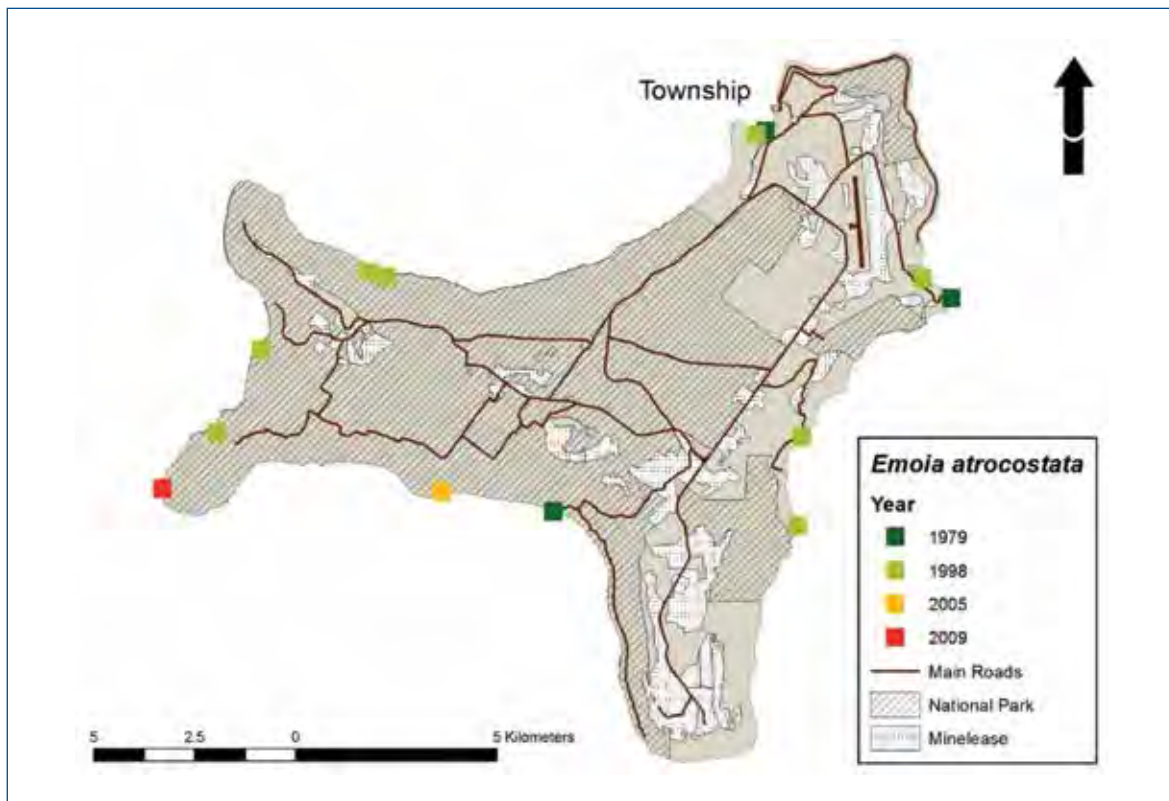 Township
Emoia atrocostata
Year
1979
1998
2005
2009
Main Roads
National Park
Minelease
5 2.5 0 5 Kilometers